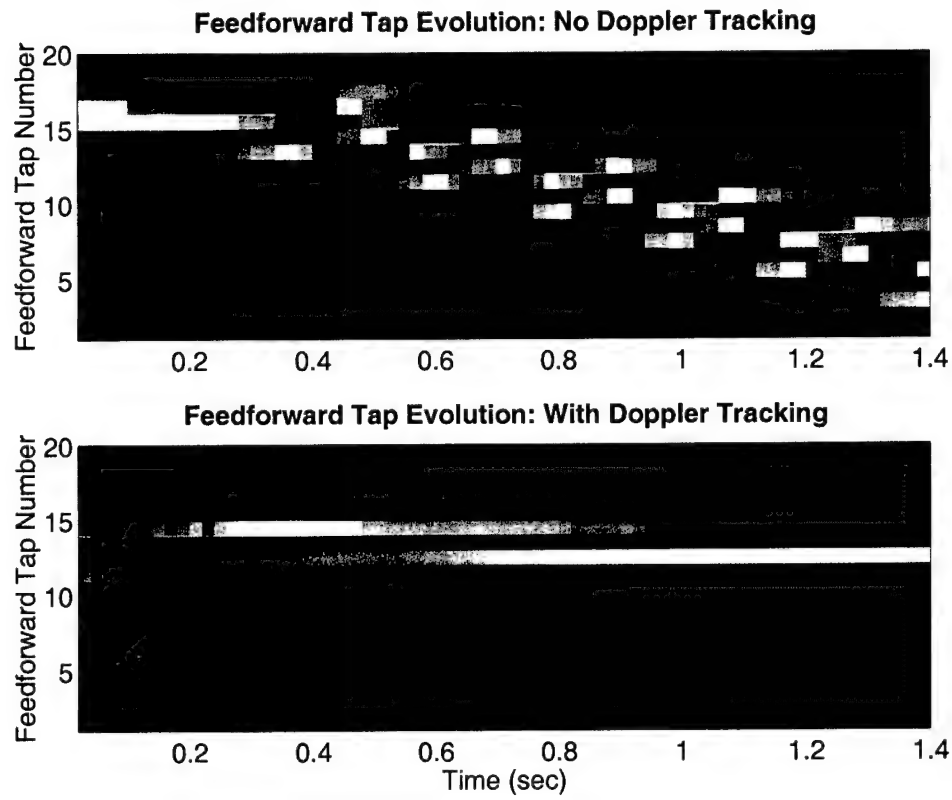 Feedforward Tap Evolution: No Doppler Tracking
Feedforward Tap Number
20
15
10
5
0.2 0.4 0.6 0.8 1 1.2 1.4
Feedforward Tap Evolution: With Doppler Tracking
Feedforward Tap Number
20
15
10
5
0.2 0.4 0.6 0.8 1 1.2 1.4
Time (sec)